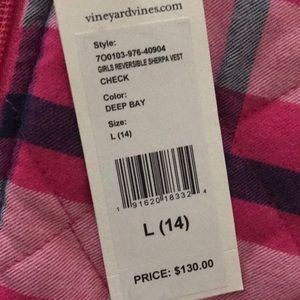 vineyardvines.com
Style:
7O0103-976-40904
GIRLS REVERSIBLE SHERPA VEST
CHECK
Color:
DEEP BAY
Size:
L (14)
1 91620 18332 4
L (14)
PRICE: $130.00